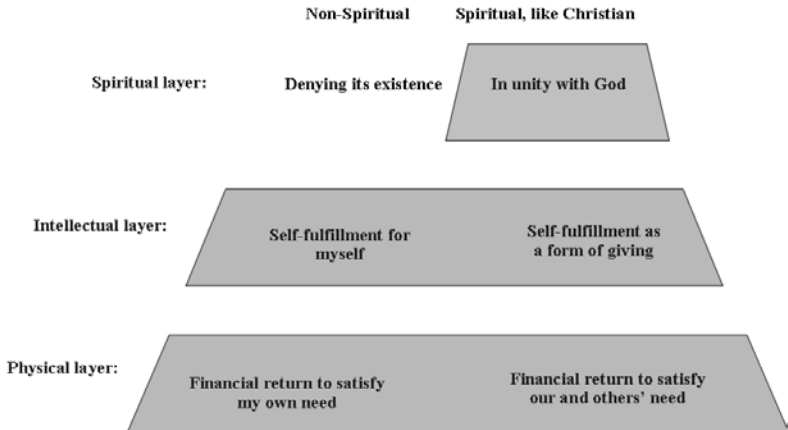 Non-Spiritual Spiritual, like Christian
Spiritual layer: Denying its existence In unity with God
Intellectual layer:
Self-fulfillment for
myself
Self-fulfillment as
a form of giving
Physical layer:
Financial return to satisfy
my own need
Financial return to satisfy
our and others’ need